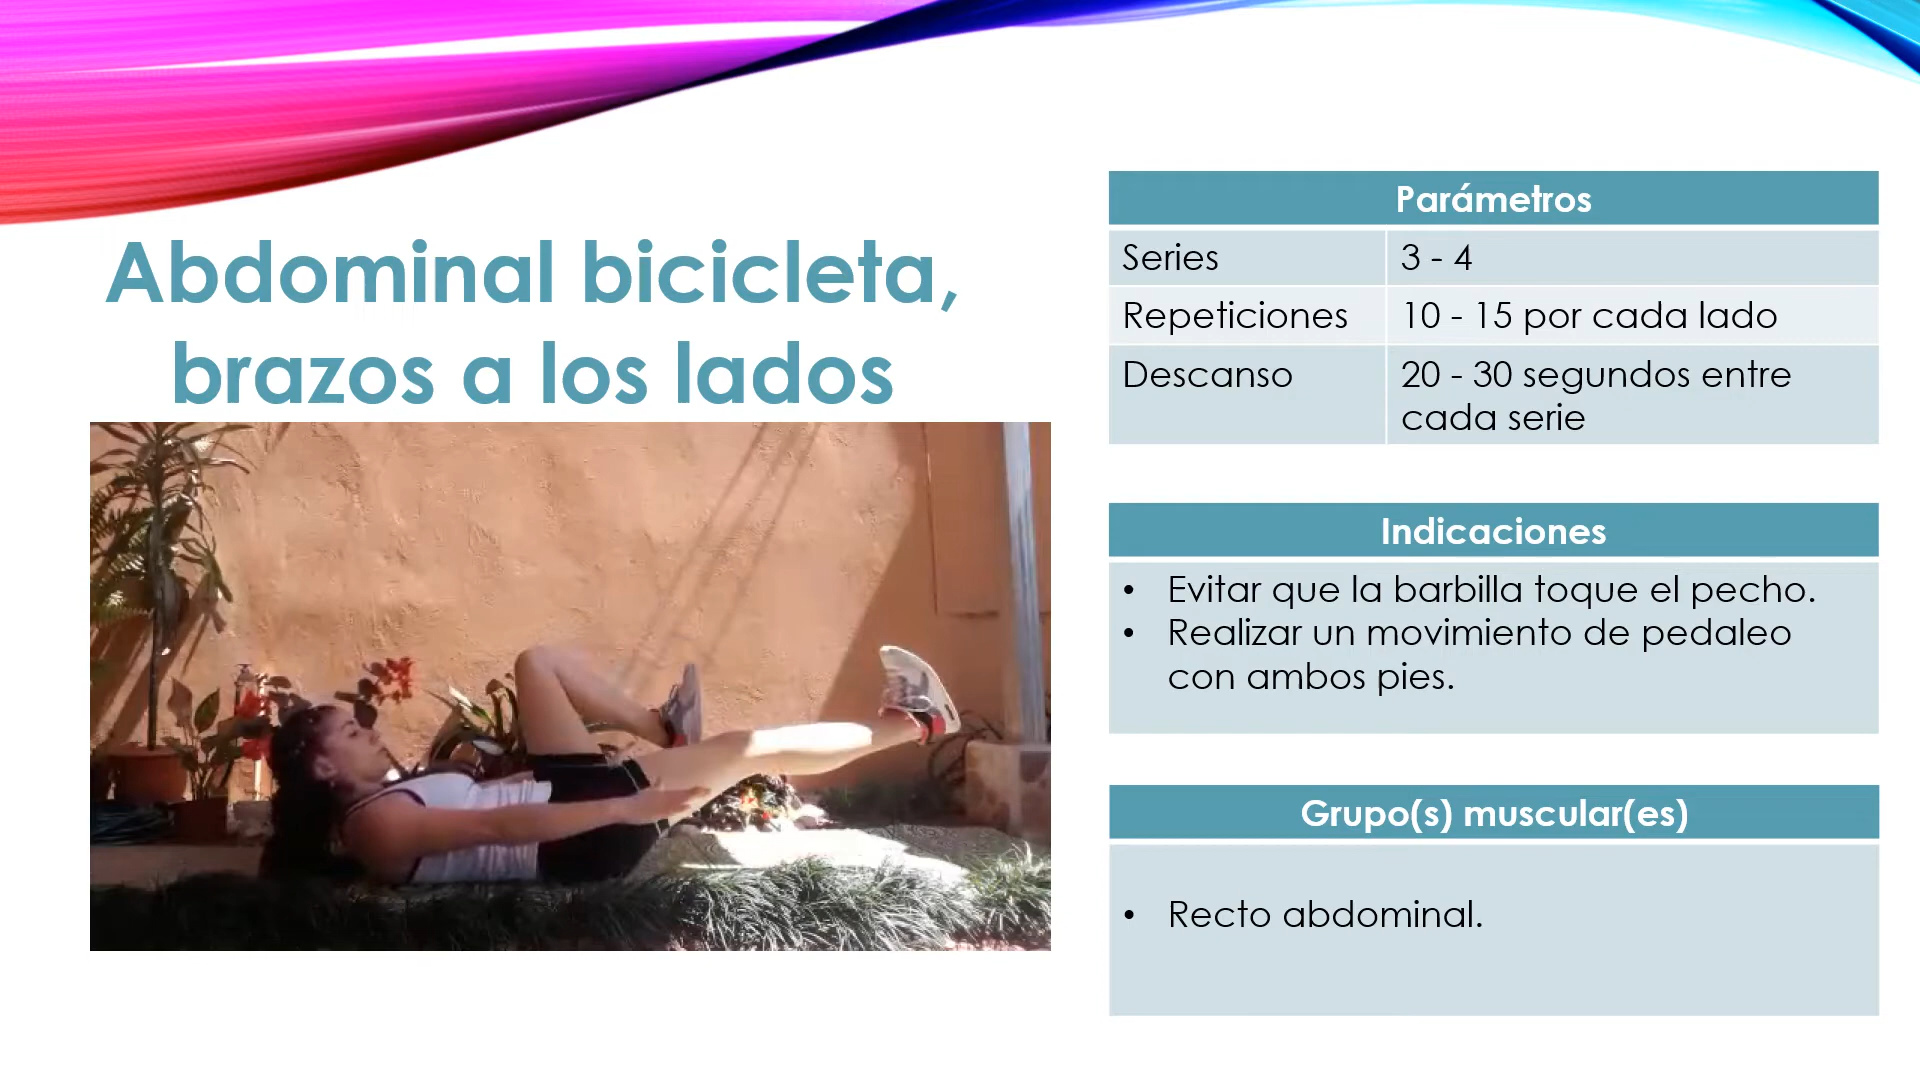 Abdominal bicicleta,
brazos a los lados
Parámetros
Series 3 - 4
Repeticiones 10 - 15 por cada lado
Descanso 20 - 30 segundos entre
cada serie
Indicaciones
• Evitar que la barbilla toque el pecho.
• Realizar un movimiento de pedaleo
con ambos pies.
Grupo(s) muscular(es)
• Recto abdominal.